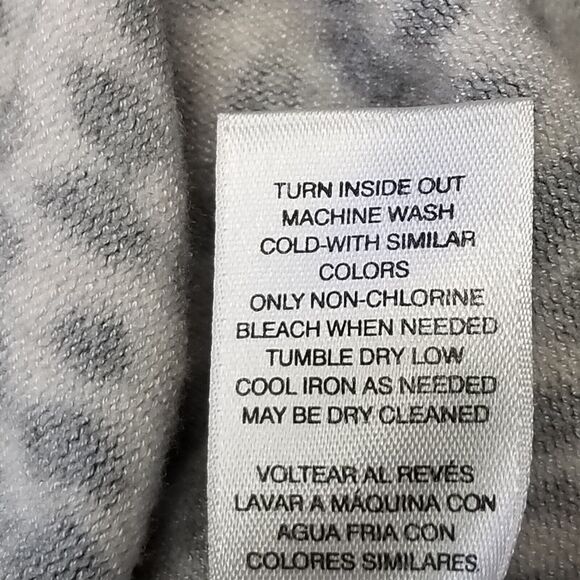 TURN INSIDE OUT
MACHINE WASH
COLD-WITH SIMILAR
COLORS
ONLY NON-CHLORINE
BLEACH WHEN NEEDED
TUMBLE DRY LOW
COOL IRON AS NEEDED
MAY BE DRY CLEANED
VOLTEAR AL REVÉS
LAVAR A MÁQUINA CON
AGUA FRIA CON
COLORES SIMILARES